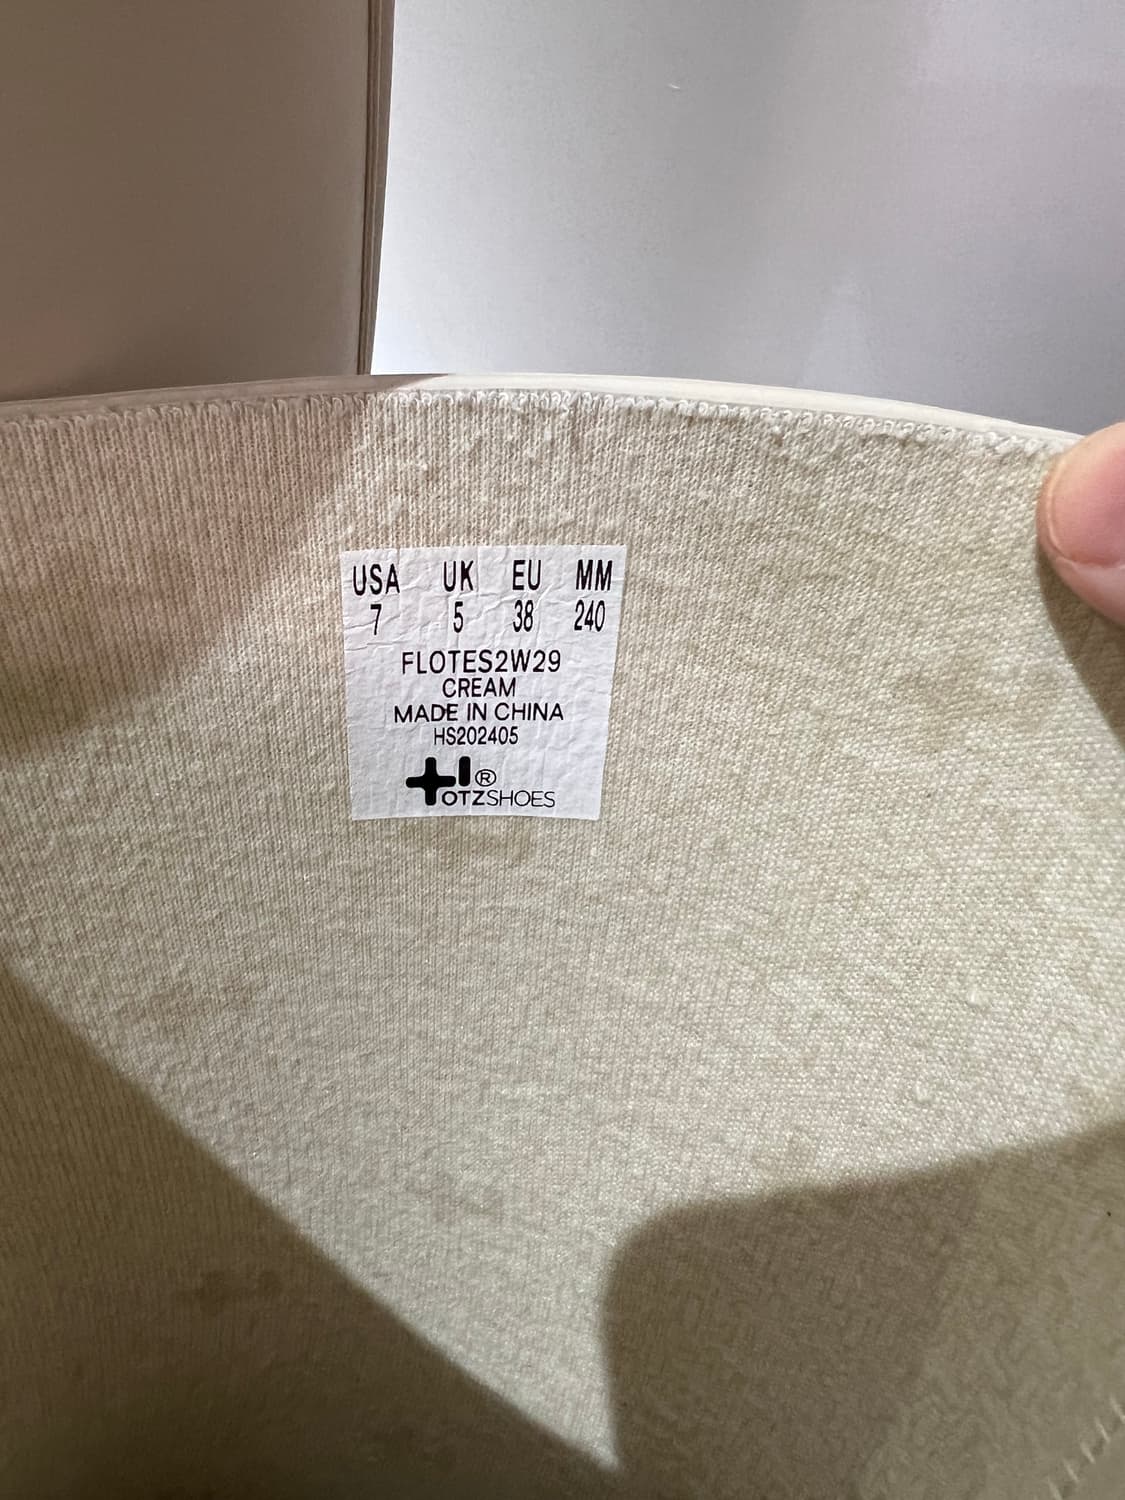 USA UK EU MM
7 5 38 240
FLOTES2W29
CREAM
MADE IN CHINA
HS202405
®
OTZSHOES